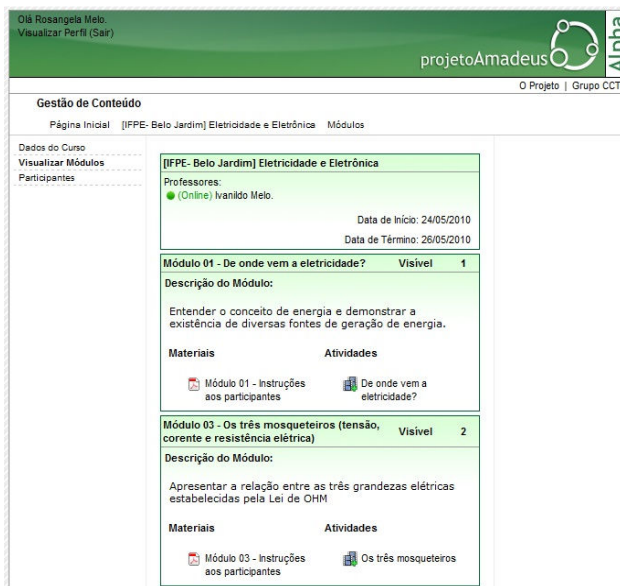 Olá Rosangela Melo.
Visualizar Perfil (Sair)
projetoAmadeus
Alpha
O Projeto | Grupo CCT
Gestão de Conteúdo
Página Inicial [IFPE- Belo Jardim] Eletricidade e Eletrônica Módulos
Dados do Curso
Visualizar Módulos
Participantes
[IFPE- Belo Jardim] Eletricidade e Eletrônica
Professores:
(Online) Ivanildo Melo.
Data de Início: 24/05/2010
Data de Término: 26/05/2010
Módulo 01 - De onde vem a eletricidade? Visível 1
Descrição do Módulo:
Entender o conceito de energia e demonstrar a
existência de diversas fontes de geração de energia.
Materiais Atividades
Módulo 01 - Instruções De onde vem a
aos participantes eletricidade?
Módulo 03 - Os três mosqueteiros (tensão,
corente e resistência elétrica) Visível 2
Descrição do Módulo:
Apresentar a relação entre as três grandezas elétricas
estabelecidas pela Lei de OHM
Materiais Atividades
Módulo 03 - Instruções Os três mosqueteiros
aos participantes